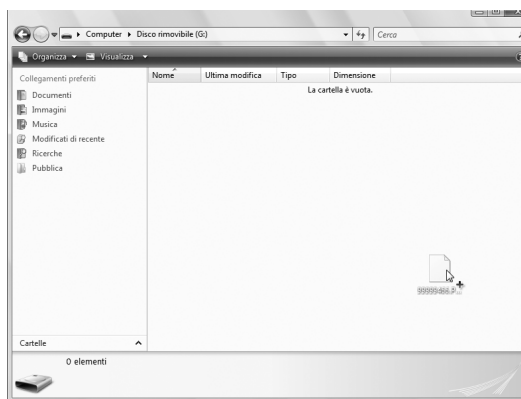 Computer ▸ Disco rimovibile (G:)
Cerca
Organizza Visualizza
Collegamenti preferiti
Documenti
Immagini
Musica
Modificati di recente
Ricerche
Pubblica
Cartelle
Nome Ultima modifica Tipo Dimensione
La cartella è vuota.
99999466.P...
0 elementi